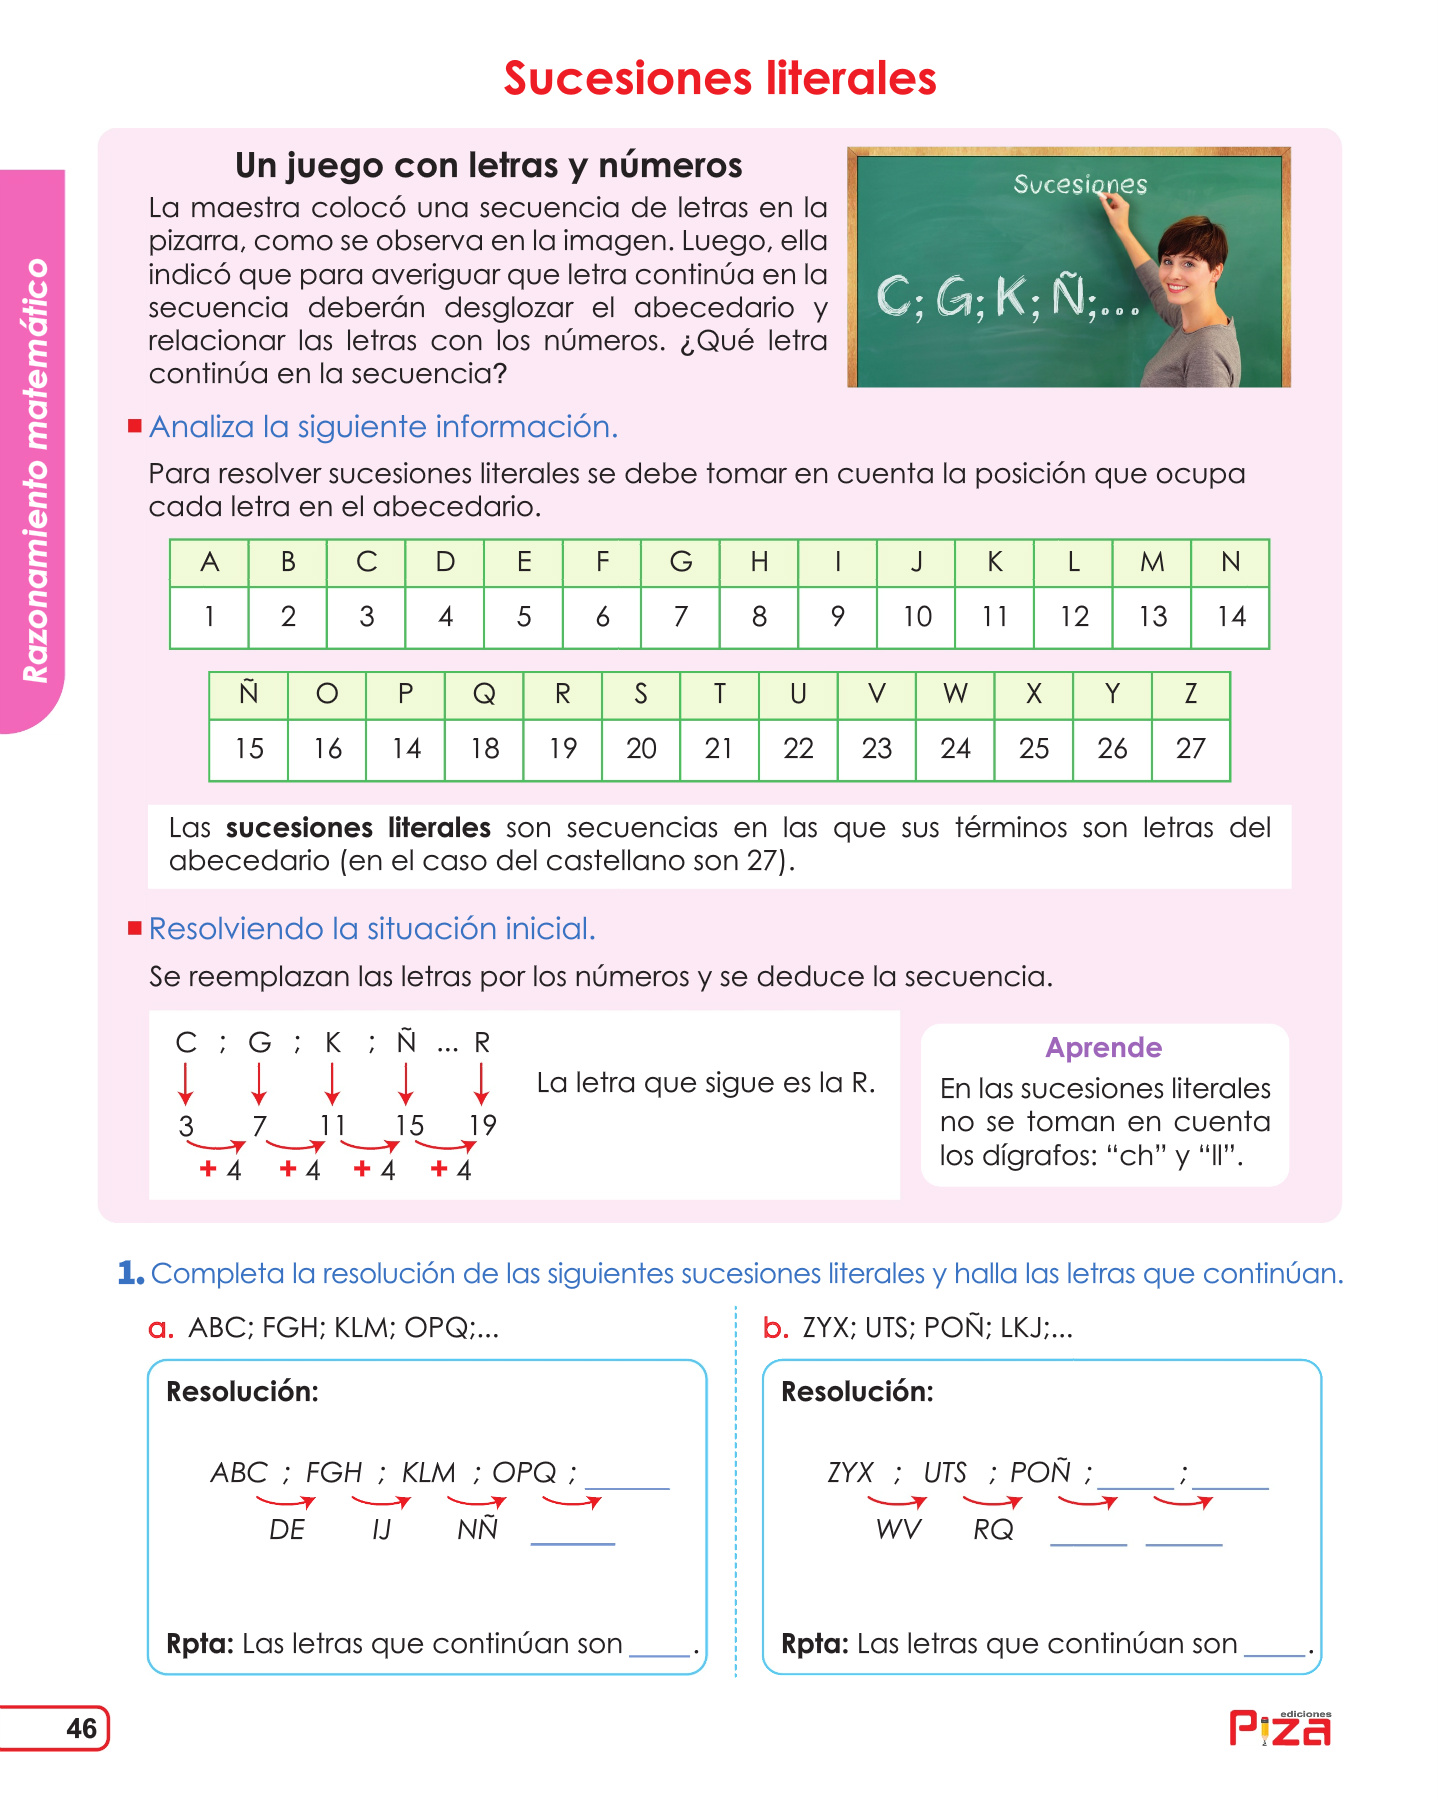 Sucesiones literales
Razonamiento matemático
Un juego con letras y números
La maestra colocó una secuencia de letras en la
pizarra, como se observa en la imagen. Luego, ella
indicó que para averiguar que letra continúa en la
secuencia deberán desglozar el abecedario y
relacionar las letras con los números. ¿Qué letra
continúa en la secuencia?
Sucesiones
C; G; K; Ñ;...
Analiza la siguiente información.
Para resolver sucesiones literales se debe tomar en cuenta la posición que ocupa
cada letra en el abecedario.
A B C D E F G H I J K L M N
1 2 3 4 5 6 7 8 9 10 11 12 13 14
Ñ O P Q R S T U V W X Y Z
15 16 14 18 19 20 21 22 23 24 25 26 27
Las sucesiones literales son secuencias en las que sus términos son letras del
abecedario (en el caso del castellano son 27).
Resolviendo la situación inicial.
Se reemplazan las letras por los números y se deduce la secuencia.
C ; G ; K ; Ñ ... R
3 7 11 15 19
+ 4 + 4 + 4 + 4
La letra que sigue es la R.
Aprende
En las sucesiones literales
no se toman en cuenta
los dígrafos: “ch” y “ll”.
1. Completa la resolución de las siguientes sucesiones literales y halla las letras que continúan.
a. ABC; FGH; KLM; OPQ;...
Resolución:
ABC ; FGH ; KLM ; OPQ ; ______
DE IJ NÑ ______
Rpta: Las letras que continúan son ____.
b. ZYX; UTS; POÑ; LKJ;...
Resolución:
ZYX ; UTS ; POÑ ; ______ ; ______
WV RQ ______ ______
Rpta: Las letras que continúan son ____.
46
ediciones
Piza